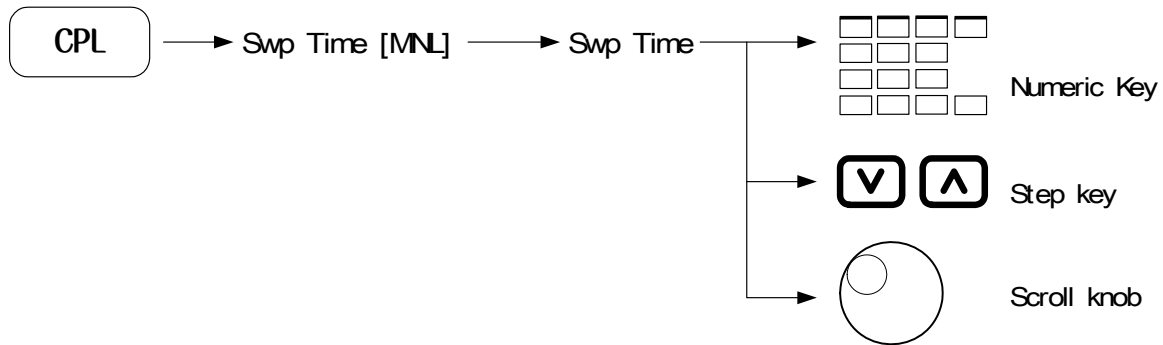 CPL
Swp Time [MNL]
Swp Time
Numeric Key
Step key
Scroll knob